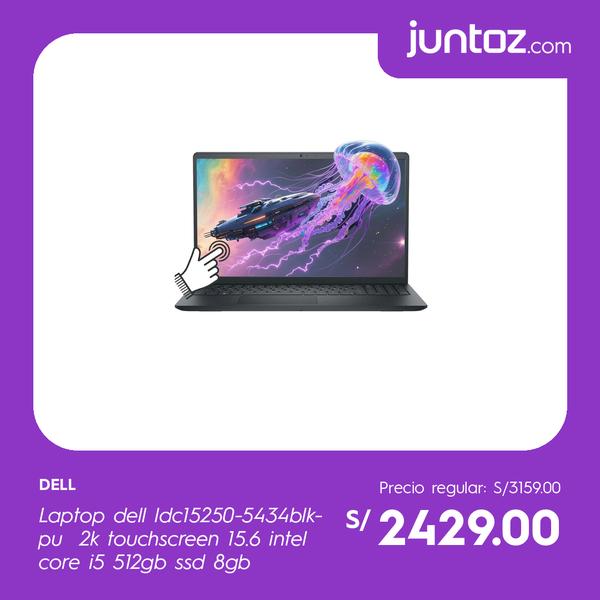 juntoz.com
DELL
Laptop dell ldc15250-5434blk-
pu 2k touchscreen 15.6 intel
core i5 512gb ssd 8gb
Precio regular: S/3159.00
S/ 2429.00